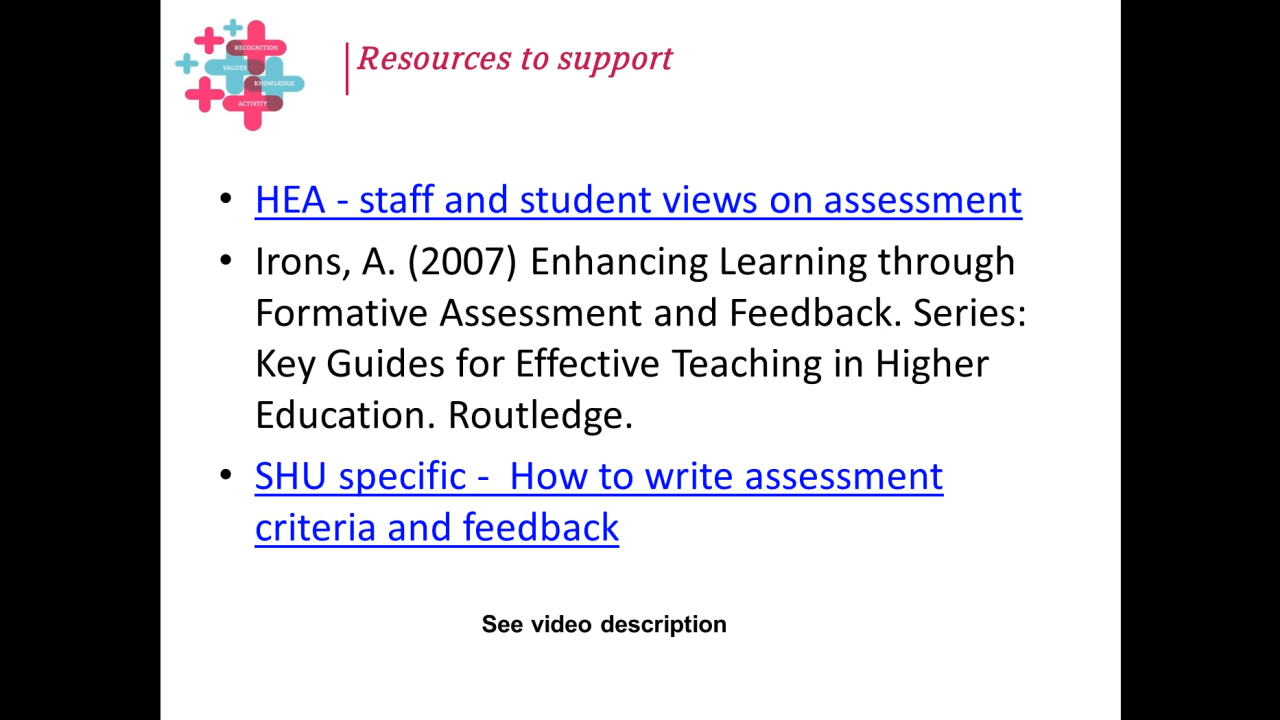 RECOGNITION
VALUES
KNOWLEDGE
ACTIVITY
Resources to support
• HEA - staff and student views on assessment
• Irons, A. (2007) Enhancing Learning through
Formative Assessment and Feedback. Series:
Key Guides for Effective Teaching in Higher
Education. Routledge.
• SHU specific -  How to write assessment
criteria and feedback
See video description